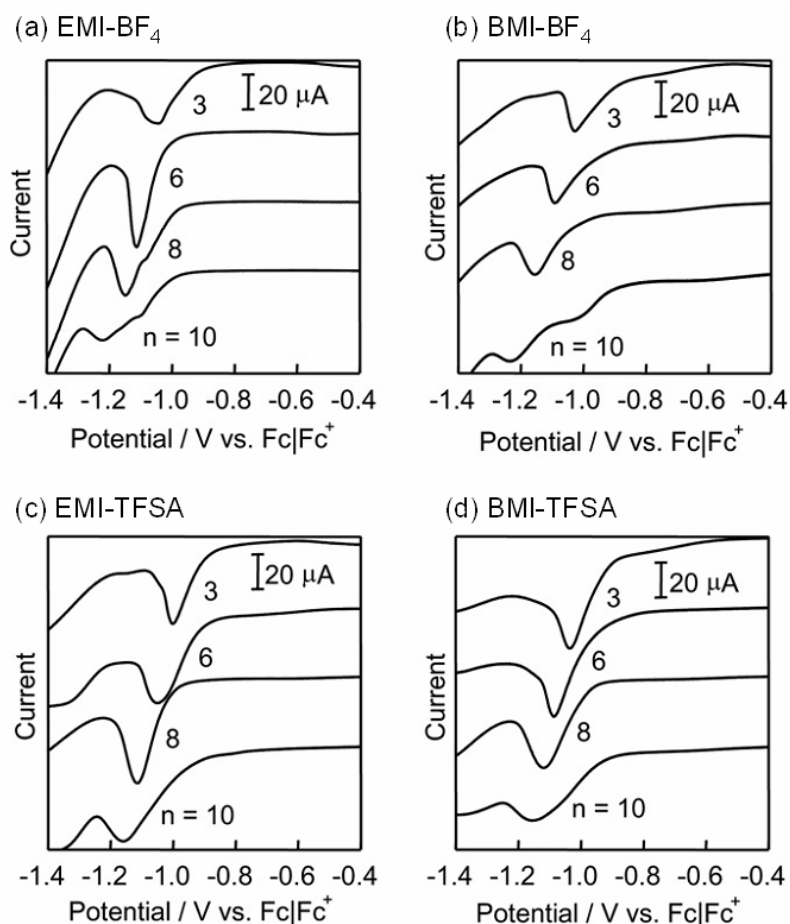 (a) EMI-BF₄
20 μA
3
6
8
n = 10
Current
-1.4 -1.2 -1.0 -0.8 -0.6 -0.4
Potential / V vs. Fc|Fc⁺
(b) BMI-BF₄
20 μA
3
6
8
n = 10
Current
-1.4 -1.2 -1.0 -0.8 -0.6 -0.4
Potential / V vs. Fc|Fc⁺
(c) EMI-TFSA
20 μA
3
6
8
n = 10
Current
-1.4 -1.2 -1.0 -0.8 -0.6 -0.4
Potential / V vs. Fc|Fc⁺
(d) BMI-TFSA
20 μA
3
6
8
n = 10
Current
-1.4 -1.2 -1.0 -0.8 -0.6 -0.4
Potential / V vs. Fc|Fc⁺